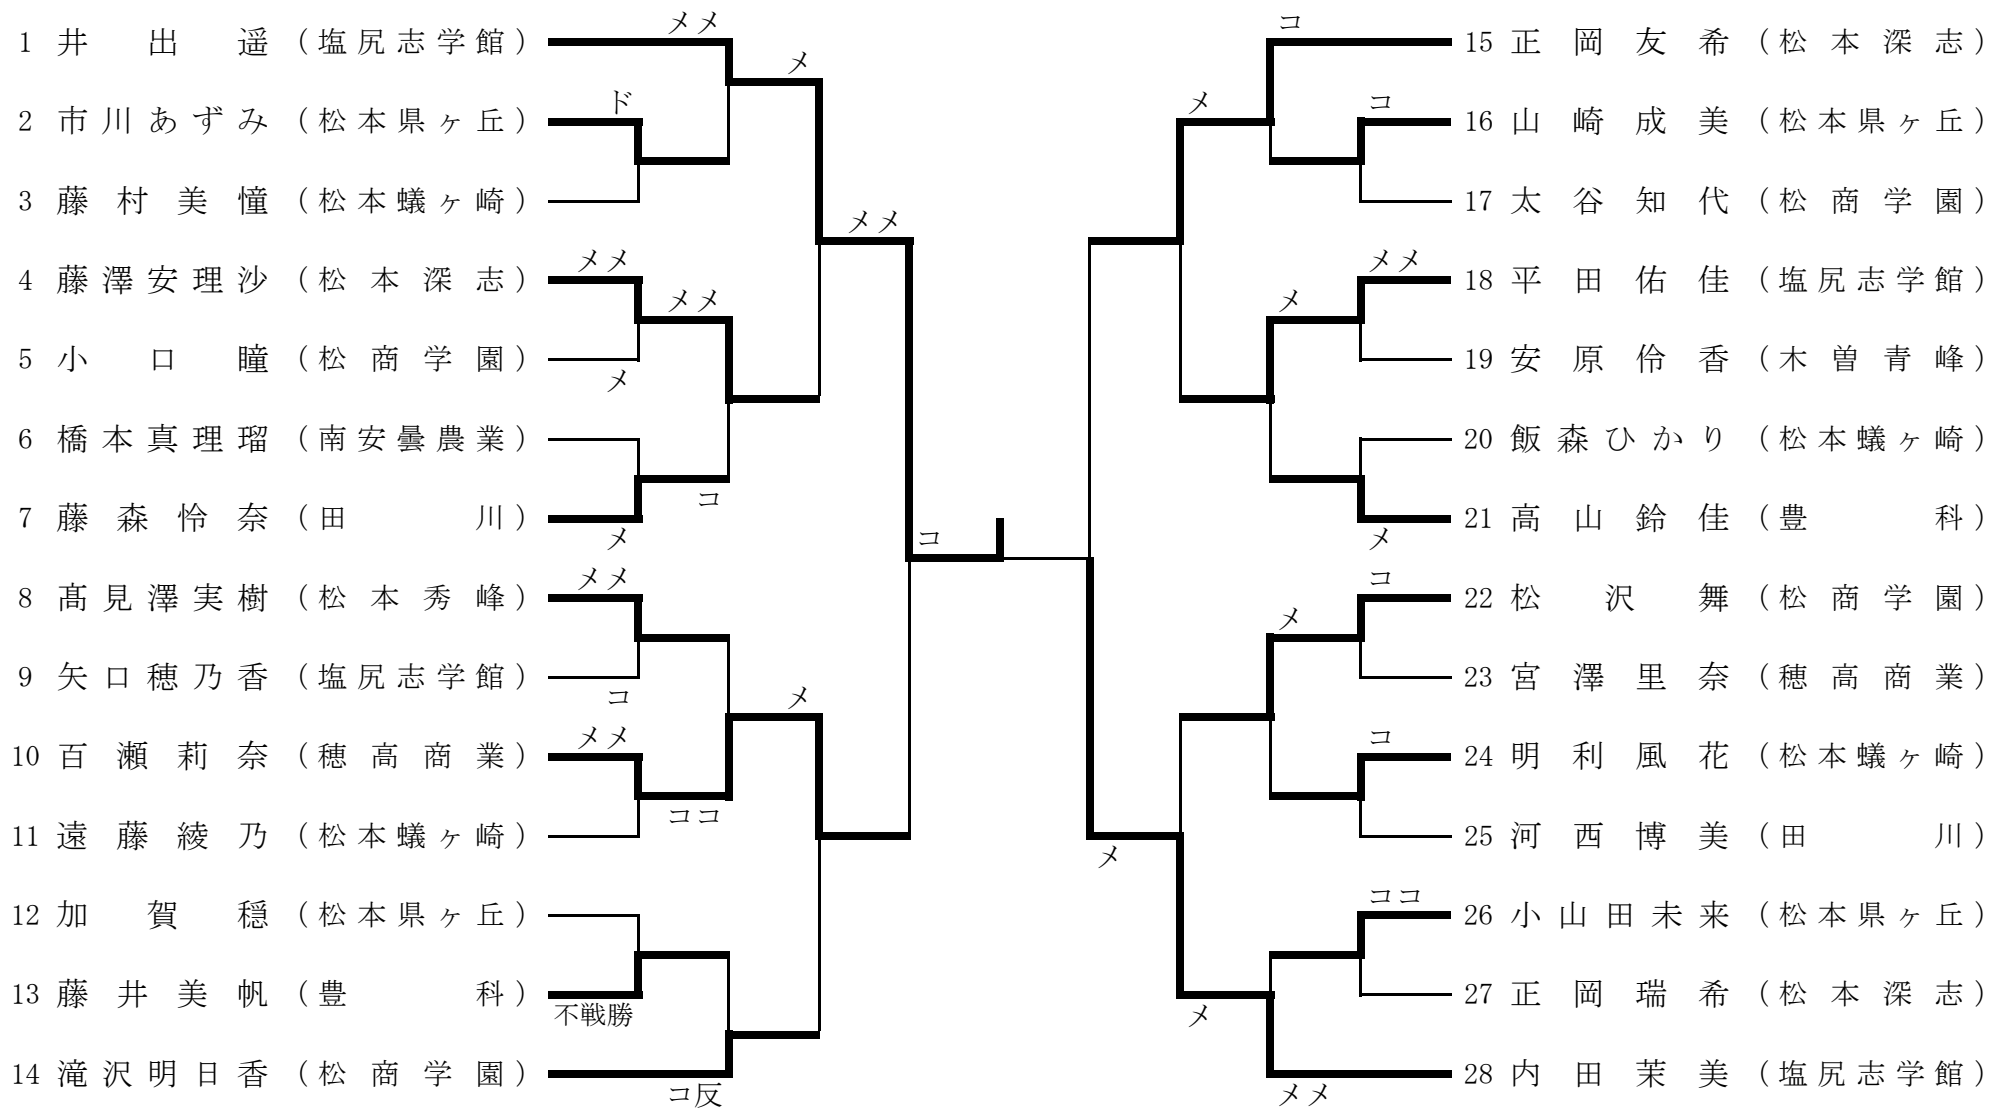 1 井出遥（塩尻志学館）
2 市川あずみ（松本県ヶ丘）
3 藤村美憧（松本蟻ヶ崎）
4 藤澤安理沙（松本深志）
5 小口瞳（松商学園）
6 橋本真理瑠（南安曇農業）
7 藤森怜奈（田川）
8 髙見澤実樹（松本秀峰）
9 矢口穂乃香（塩尻志学館）
10 百瀬莉奈（穂高商業）
11 遠藤綾乃（松本蟻ヶ崎）
12 加賀穏（松本県ヶ丘）
13 藤井美帆（豊科）
14 滝沢明日香（松商学園）
メメ
ド
メメ
メ
メ
メメ
コ
メメ
不戦勝
メ
メメ
コ
ココ
コ反
メ
メメ
コ
コ
メ
メ
メ
メ
コ
メ
メメ
コ
メメ
メ
コ
コ
ココ
15 正岡友希（松本深志）
16 山崎成美（松本県ヶ丘）
17 太谷知代（松商学園）
18 平田佑佳（塩尻志学館）
19 安原伶香（木曽青峰）
20 飯森ひかり（松本蟻ヶ崎）
21 高山鈴佳（豊科）
22 松沢舞（松商学園）
23 宮澤里奈（穂高商業）
24 明利風花（松本蟻ヶ崎）
25 河西博美（田川）
26 小山田未来（松本県ヶ丘）
27 正岡瑞希（松本深志）
28 内田茉美（塩尻志学館）